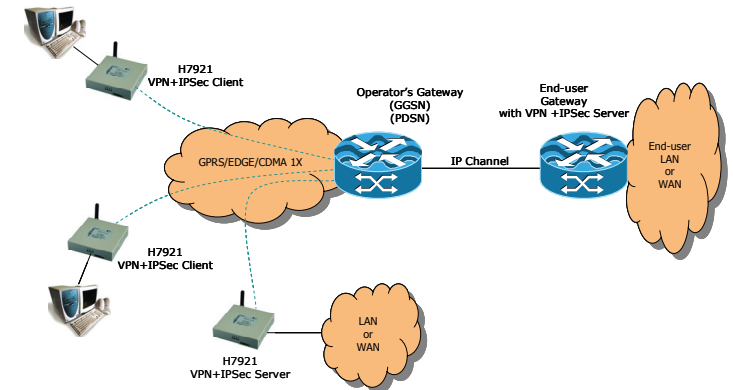 H7921
VPN+IPSec Client
Operator's Gateway
(GGSN)
(PDSN)
End-user
Gateway
with VPN +IPSec Server
GPRS/EDGE/CDMA 1X
IP Channel
End-user
LAN
or
WAN
H7921
VPN+IPSec Client
LAN
or
WAN
H7921
VPN+IPSec Server